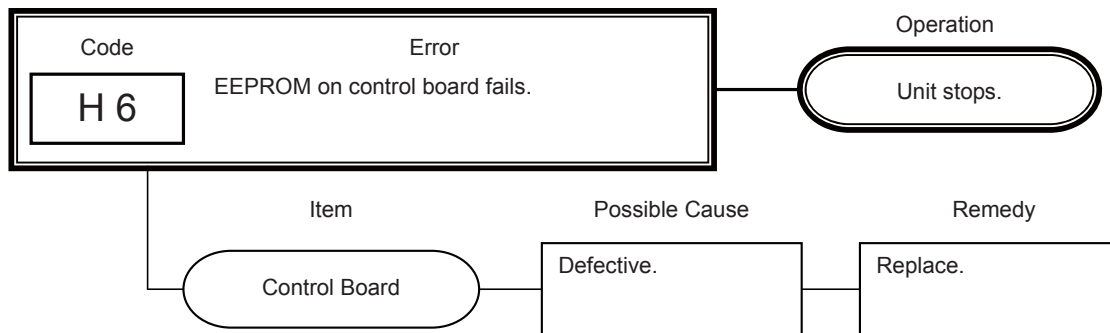 Code
Error
Operation
H 6
EEPROM on control board fails.
Unit stops.
Item
Possible Cause
Remedy
Control Board
Defective.
Replace.